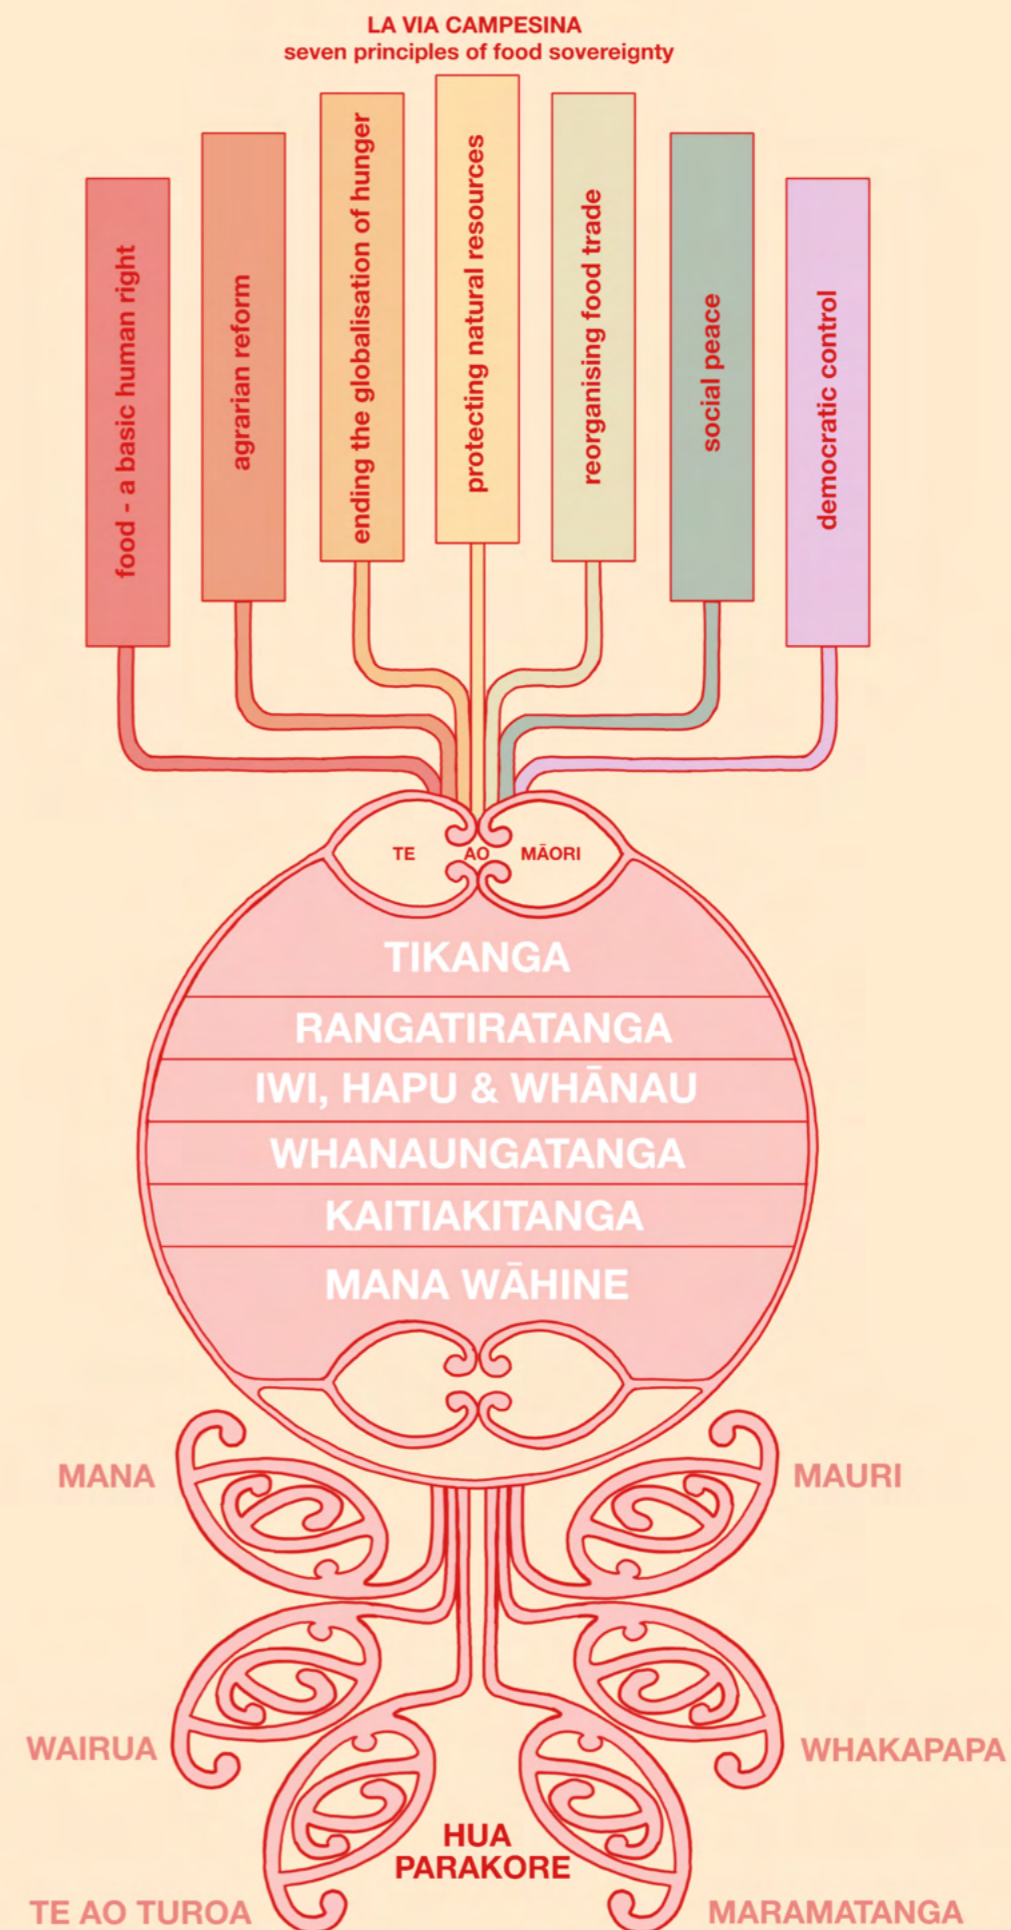 LA VIA CAMPESINA
seven principles of food sovereignty
food - a basic human right
agrarian reform
ending the globalisation of hunger
protecting natural resources
reorganising food trade
social peace
democratic control
TE AO MĀORI
TIKANGA
RANGATIRATANGA
IWI, HAPU & WHĀNAU
WHANAUNGATANGA
KAITIAKITANGA
MANA WĀHINE
MANA
MAURI
WAIRUA
WHAKAPAPA
HUA
PARAKORE
TE AO TUROA
MARAMATANGA